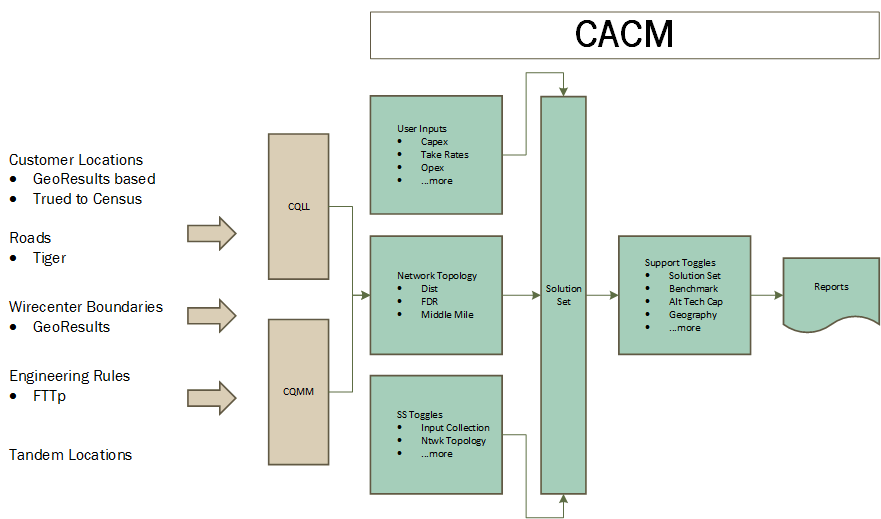 CACM
Customer Locations
• GeoResults based
• Trued to Census
Roads
• Tiger
Wirecenter Boundaries
• GeoResults
Engineering Rules
• FTTp
Tandem Locations
CQLL
CQMM
User Inputs
• Capex
• Take Rates
• Opex
• ...more
Network Topology
• Dist
• FDR
• Middle Mile
SS Toggles
• Input Collection
• Ntwk Topology
• ...more
Solution
Set
Support Toggles
• Solution Set
• Benchmark
• Alt Tech Cap
• Geography
• ...more
Reports